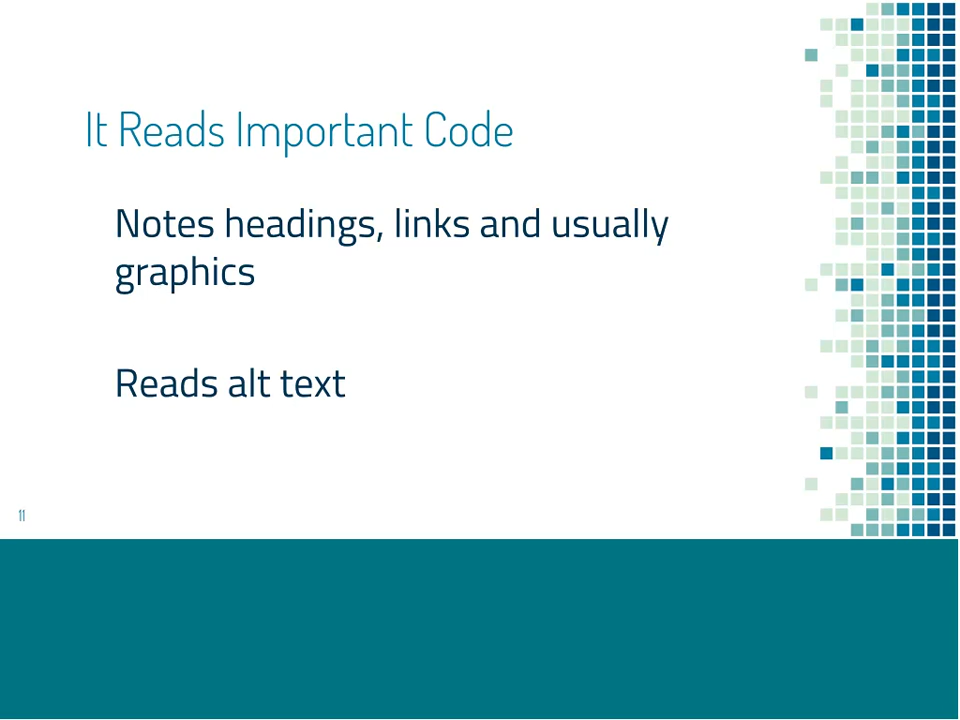 It Reads Important Code
Notes headings, links and usually
graphics
Reads alt text
11